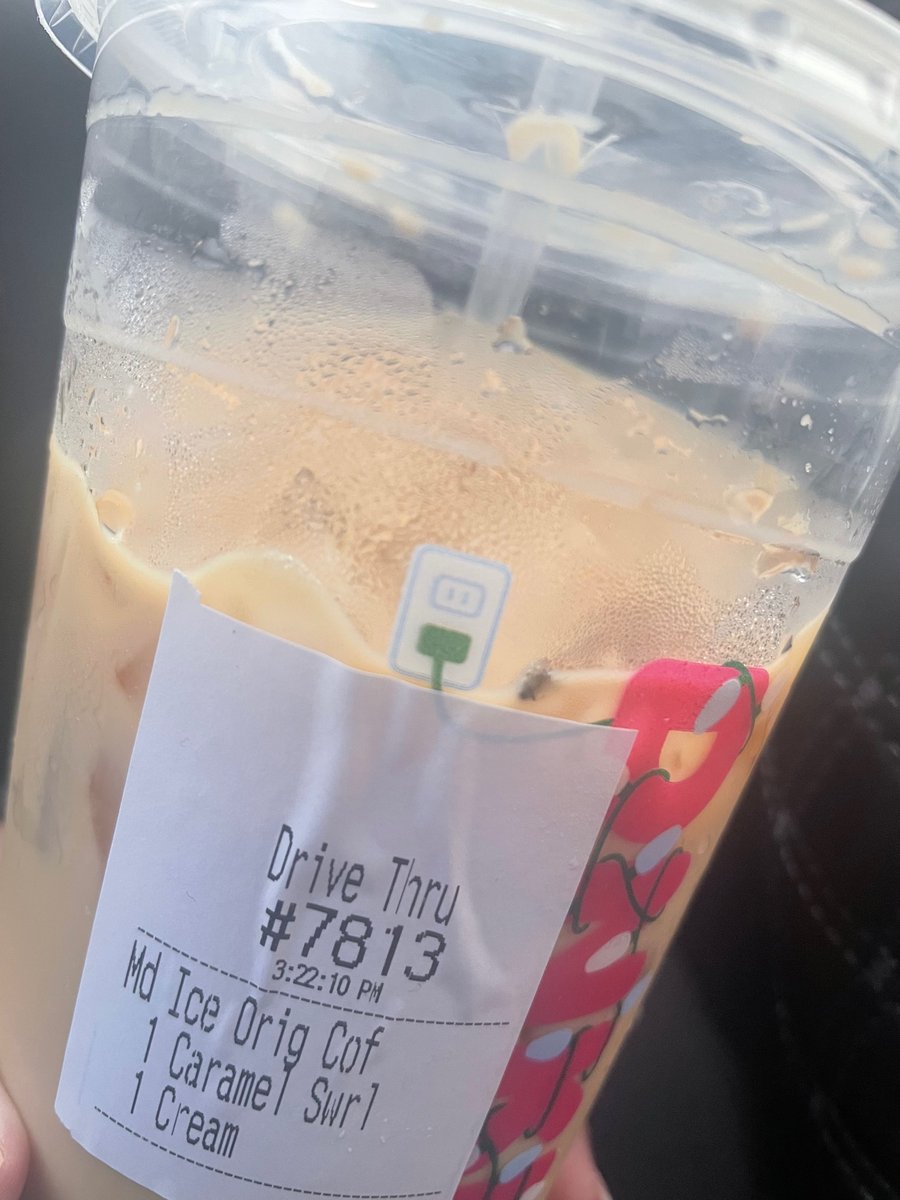 Drive Thru
#7813
3:22:10 PM
Md Ice Orig Cof
1 Caramel Swrl
1 Cream